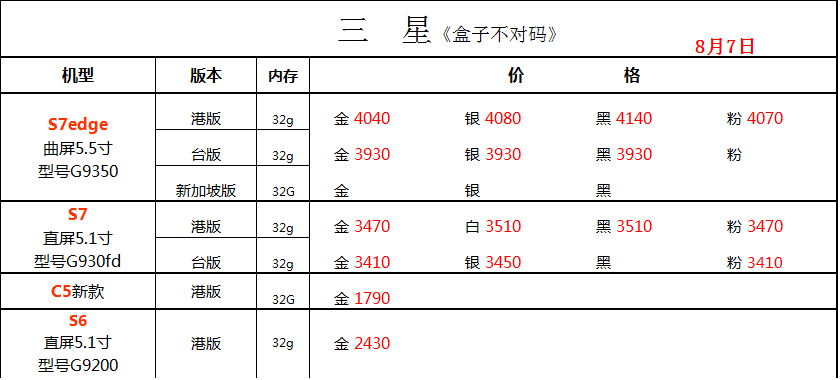 三 星《盒子不对码》
8月7日
机型 版本 内存 价 格
S7edge
曲屏5.5寸
型号G9350
港版 32g 金 4040 银 4080 黑 4140 粉 4070
台版 32g 金 3930 银 3930 黑 3930 粉
新加坡版 32G 金 银 黑
S7
直屏5.1寸
型号G930fd
港版 32g 金 3470 白 3510 黑 3510 粉 3470
台版 32g 金 3410 银 3450 黑 粉 3410
C5新款 港版 32G 金 1790
S6
直屏5.1寸
型号G9200
港版 32g 金 2430